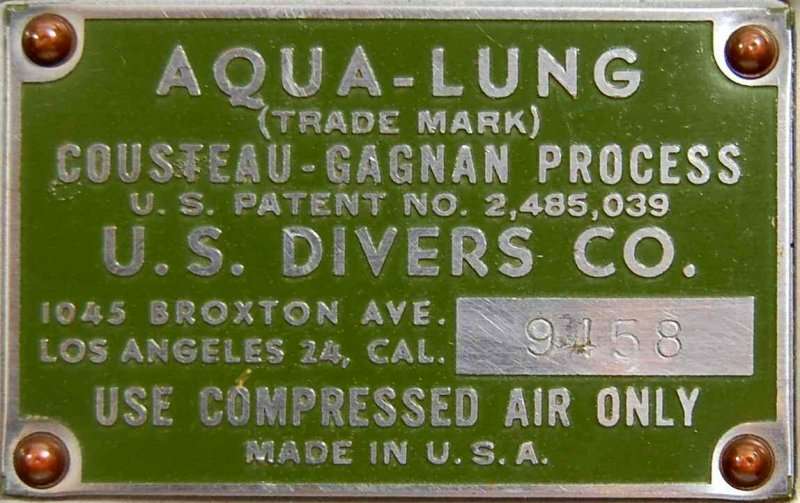 AQUA-LUNG
(TRADE MARK)
COUSTEAU-GAGNAN PROCESS
U. S. PATENT NO. 2,485,039
U.S. DIVERS CO.
1045 BROXTON AVE.
LOS ANGELES 24, CAL.
9458
USE COMPRESSED AIR ONLY
MADE IN U. S. A.